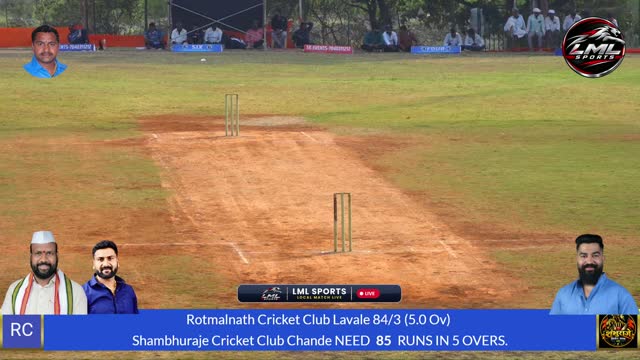 LML
SPORTS
LML SPORTS
LOCAL MATCH LIVE
LIVE
RC
Rotmalnath Cricket Club Lavale 84/3 (5.0 Ov)
Shambhuraje Cricket Club Chande NEED 85 RUNS IN 5 OVERS.